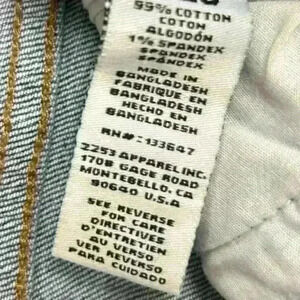 99% COTTON
COTON
ALGODÓN
1% SPANDEX
SPANDEX
SPANDEX
MADE IN
BANGLADESH
FABRIQUE EN
BANGLADESH
HECHO EN
BANGLADESH
RN#: 133647
2253 APPAREL INC.
1708 GAGE ROAD
MONTEBELLO, CA
90640 U.S.A
SEE REVERSE
FOR CARE
DIRECTIVES
D'ENTRETIEN
AU VERSO
VER REVERSO
PARA CUIDADO